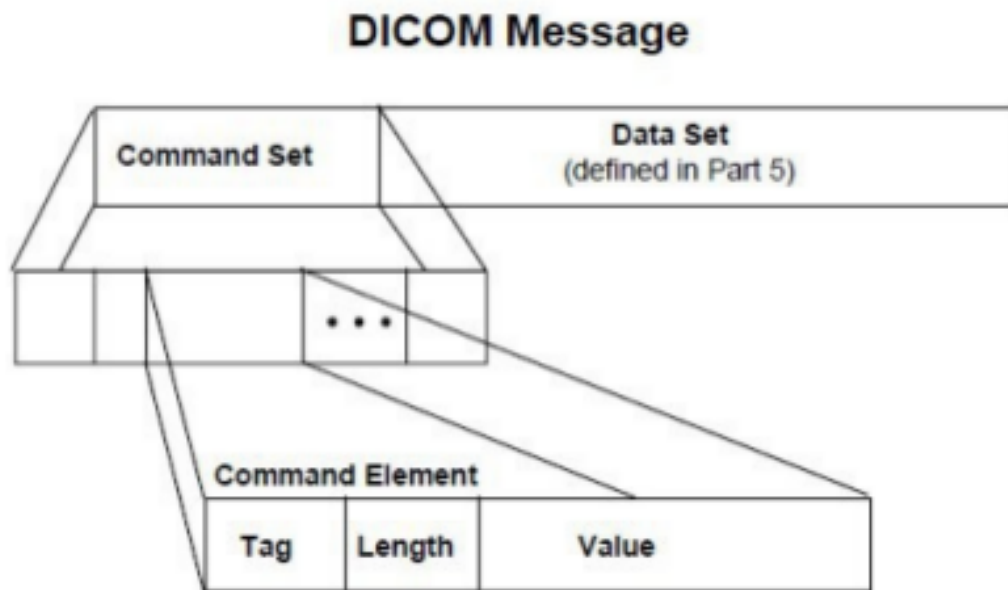 DICOM Message
Command Set
Data Set
(defined in Part 5)
• • •
Command Element
Tag
Length
Value